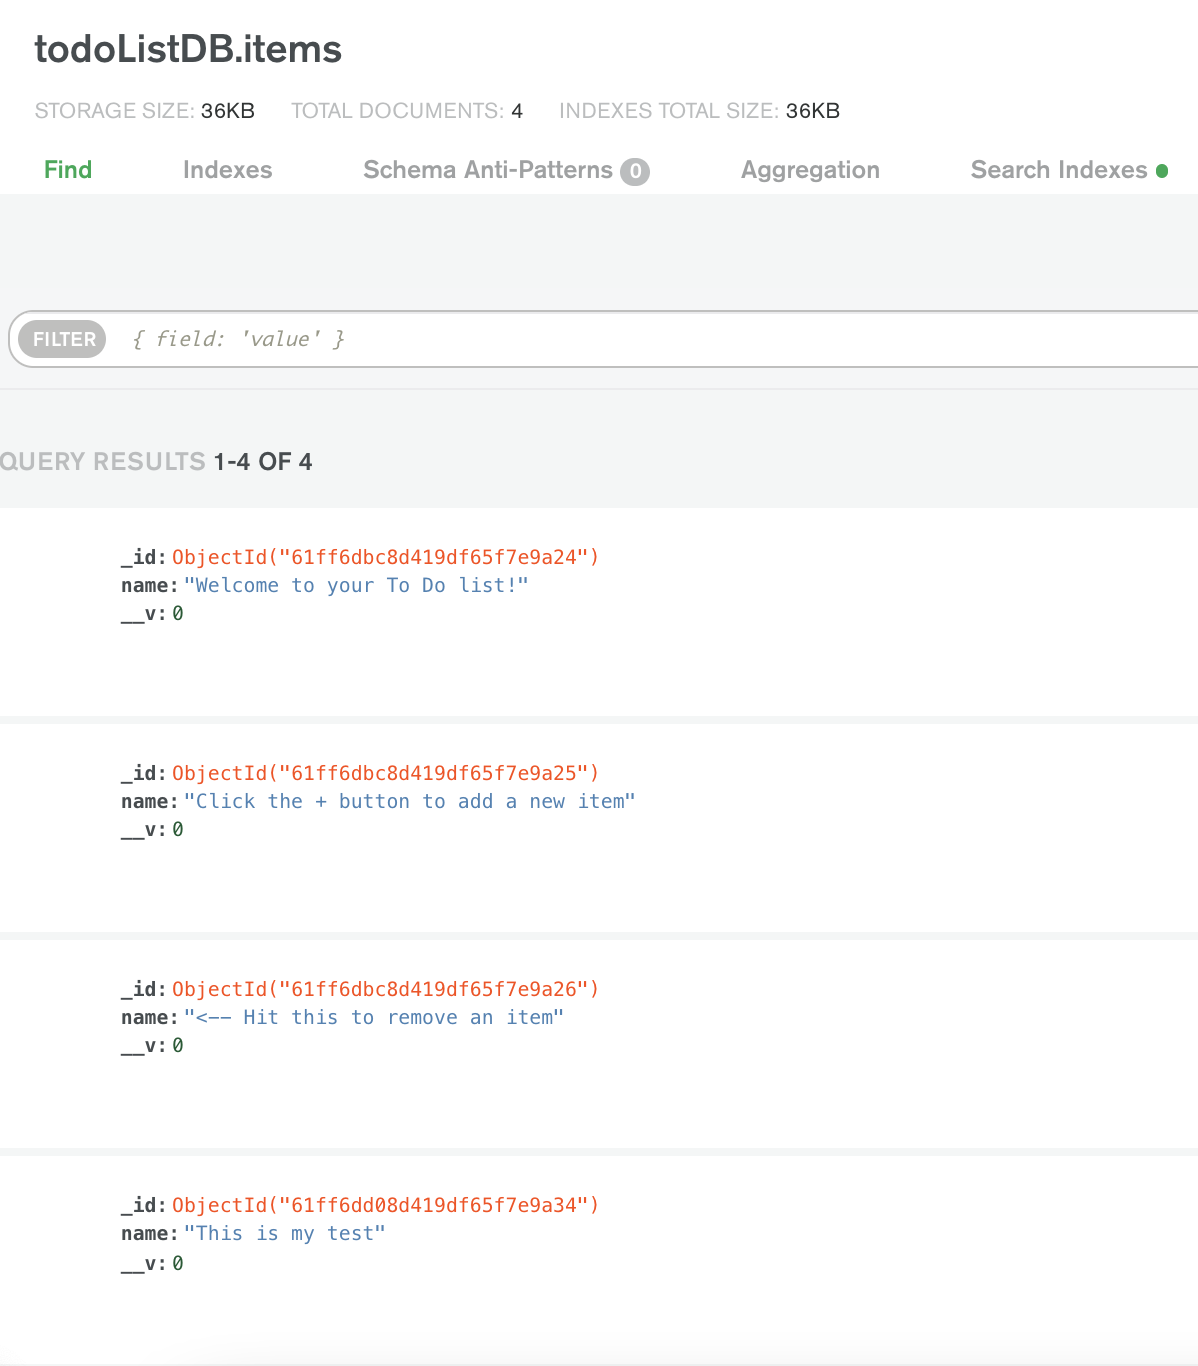 todoListDB.items
STORAGE SIZE: 36KB TOTAL DOCUMENTS: 4 INDEXES TOTAL SIZE: 36KB
Find Indexes Schema Anti-Patterns 0 Aggregation Search Indexes
FILTER { field: 'value' }
QUERY RESULTS 1-4 OF 4
_id: ObjectId("61ff6dbc8d419df65f7e9a24")
name: "Welcome to your To Do list!"
__v: 0
_id: ObjectId("61ff6dbc8d419df65f7e9a25")
name: "Click the + button to add a new item"
__v: 0
_id: ObjectId("61ff6dbc8d419df65f7e9a26")
name: "<-- Hit this to remove an item"
__v: 0
_id: ObjectId("61ff6dd08d419df65f7e9a34")
name: "This is my test"
__v: 0